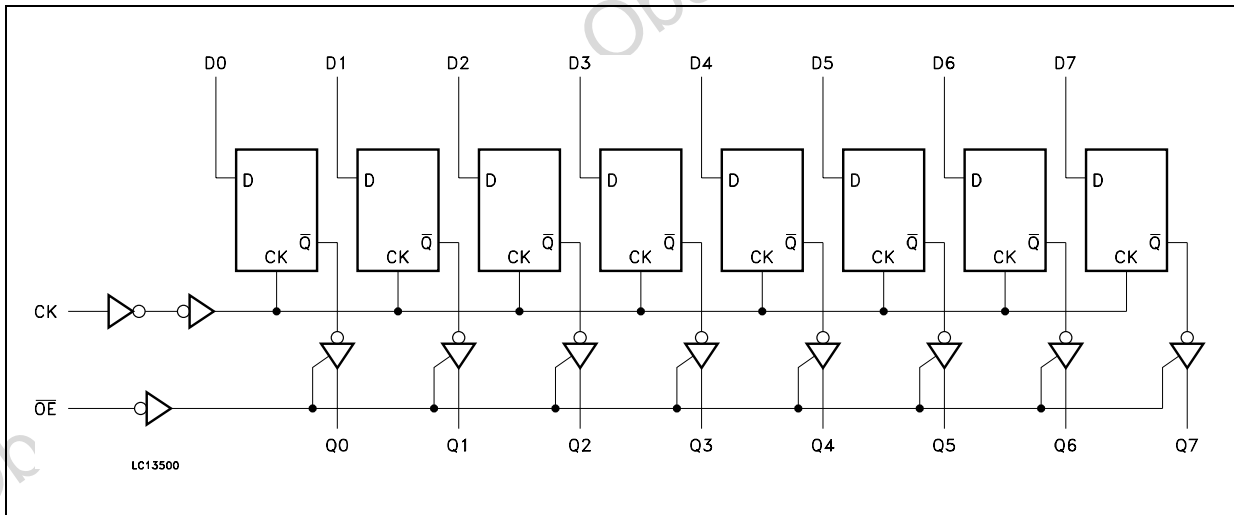 Ob
D0 D1 D2 D3 D4 D5 D6 D7
D D D D D D D D
Q̅ Q̅ Q̅ Q̅ Q̅ Q̅ Q̅ Q̅
CK CK CK CK CK CK CK CK
CK
O̅E̅
Q0 Q1 Q2 Q3 Q4 Q5 Q6 Q7
LC13500